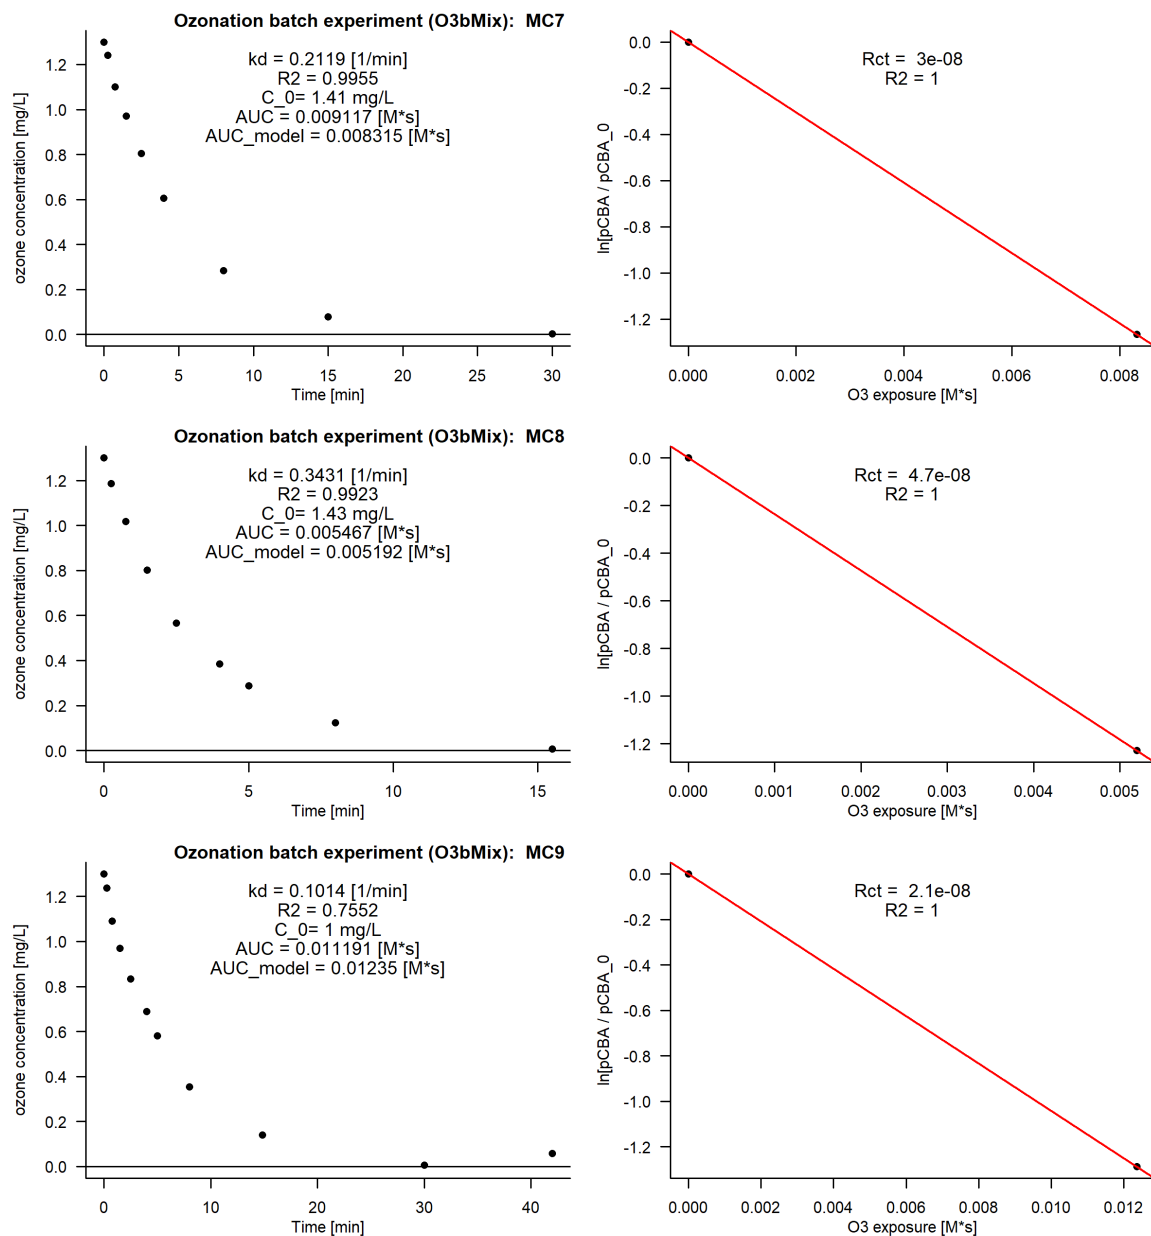 Ozonation batch experiment (O3bMix):  MC7
kd = 0.2119 [1/min]
R2 = 0.9955
C_0= 1.41 mg/L
AUC = 0.009117 [M*s]
AUC_model = 0.008315 [M*s]
ozone concentration [mg/L]
1.2
1.0
0.8
0.6
0.4
0.2
0.0
0 5 10 15 20 25 30
Time [min]
Rct =  3e-08
R2 = 1
ln[pCBA / pCBA_0
0.0
-0.2
-0.4
-0.6
-0.8
-1.0
-1.2
0.000 0.002 0.004 0.006 0.008
O3 exposure [M*s]
Ozonation batch experiment (O3bMix):  MC8
kd = 0.3431 [1/min]
R2 = 0.9923
C_0= 1.43 mg/L
AUC = 0.005467 [M*s]
AUC_model = 0.005192 [M*s]
ozone concentration [mg/L]
1.2
1.0
0.8
0.6
0.4
0.2
0.0
0 5 10 15
Time [min]
Rct =  4.7e-08
R2 = 1
ln[pCBA / pCBA_0
0.0
-0.2
-0.4
-0.6
-0.8
-1.0
-1.2
0.000 0.001 0.002 0.003 0.004 0.005
O3 exposure [M*s]
Ozonation batch experiment (O3bMix):  MC9
kd = 0.1014 [1/min]
R2 = 0.7552
C_0= 1 mg/L
AUC = 0.011191 [M*s]
AUC_model = 0.01235 [M*s]
ozone concentration [mg/L]
1.2
1.0
0.8
0.6
0.4
0.2
0.0
0 10 20 30 40
Time [min]
Rct =  2.1e-08
R2 = 1
ln[pCBA / pCBA_0
0.0
-0.2
-0.4
-0.6
-0.8
-1.0
-1.2
0.000 0.002 0.004 0.006 0.008 0.010 0.012
O3 exposure [M*s]